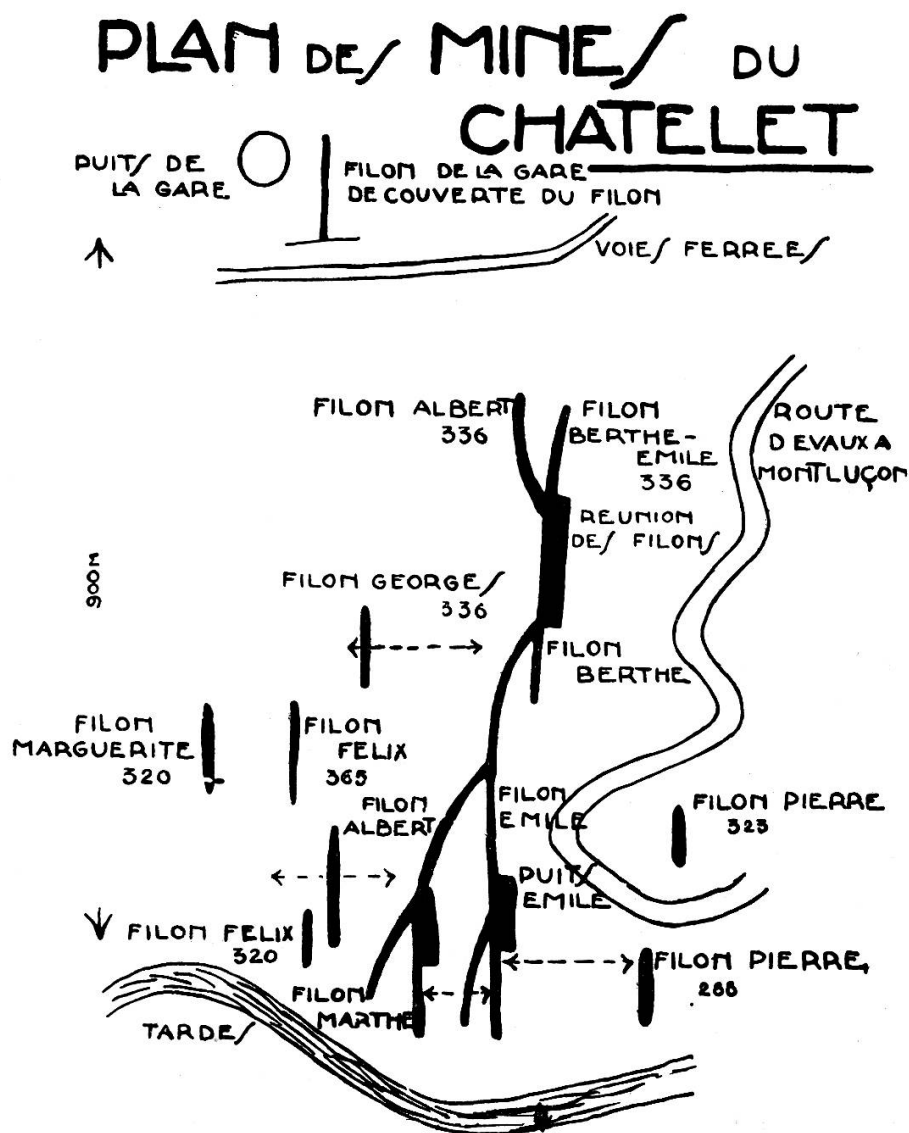 PLAN DES MINES DU
CHATELET
PUITS DE
LA GARE
FILON DE LA GARE
DECOUVERTE DU FILON
VOIES FERREES
FILON ALBERT
336
FILON
BERTHE-
EMILE
336
ROUTE
D EVAUX A
MONTLUÇON
REUNION
DES FILONS
900M
FILON GEORGES
336
FILON
BERTHE
FILON
MARGUERITE
320
FILON
FELIX
365
FILON
ALBERT
FILON
EMILE
FILON PIERRE
323
PUITS
EMILE
FILON FELIX
320
FILON PIERRE
FILON
MARTHE
TARDES